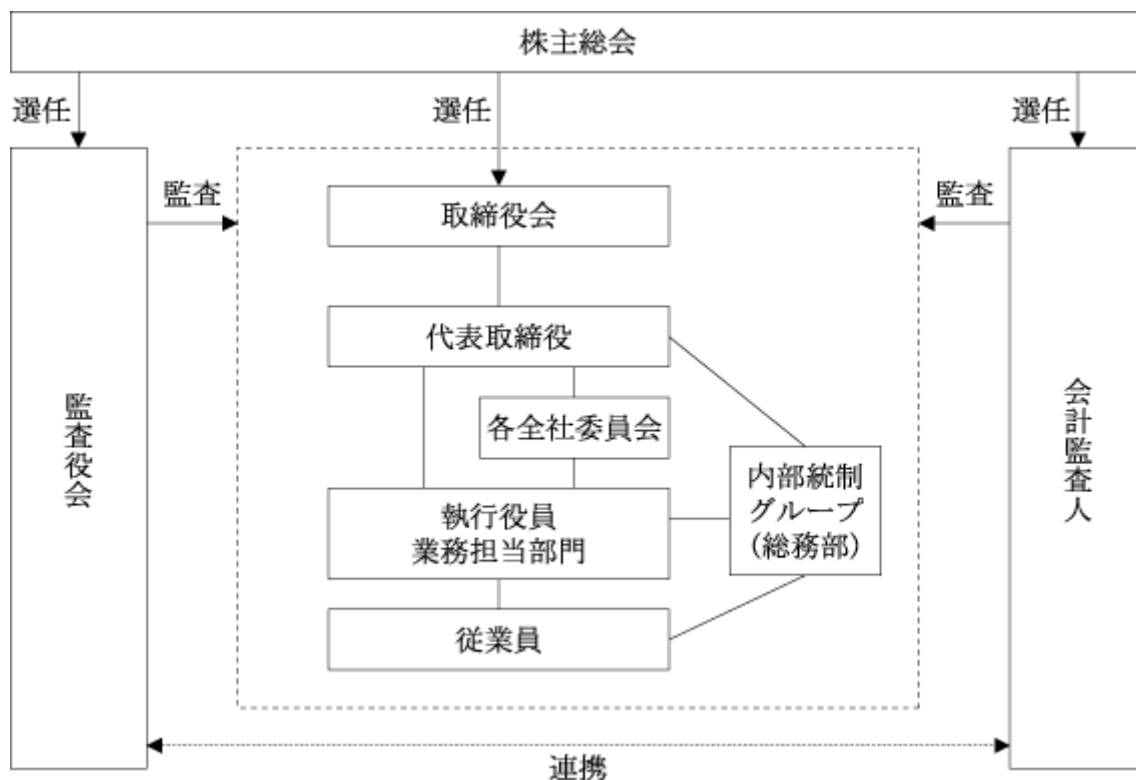 株主総会
選任
選任
選任
監査
監査
取締役会
代表取締役
各全社委員会
執行役員
業務担当部門
従業員
内部統制
グループ
(総務部)
監査役会
会計監査人
連携